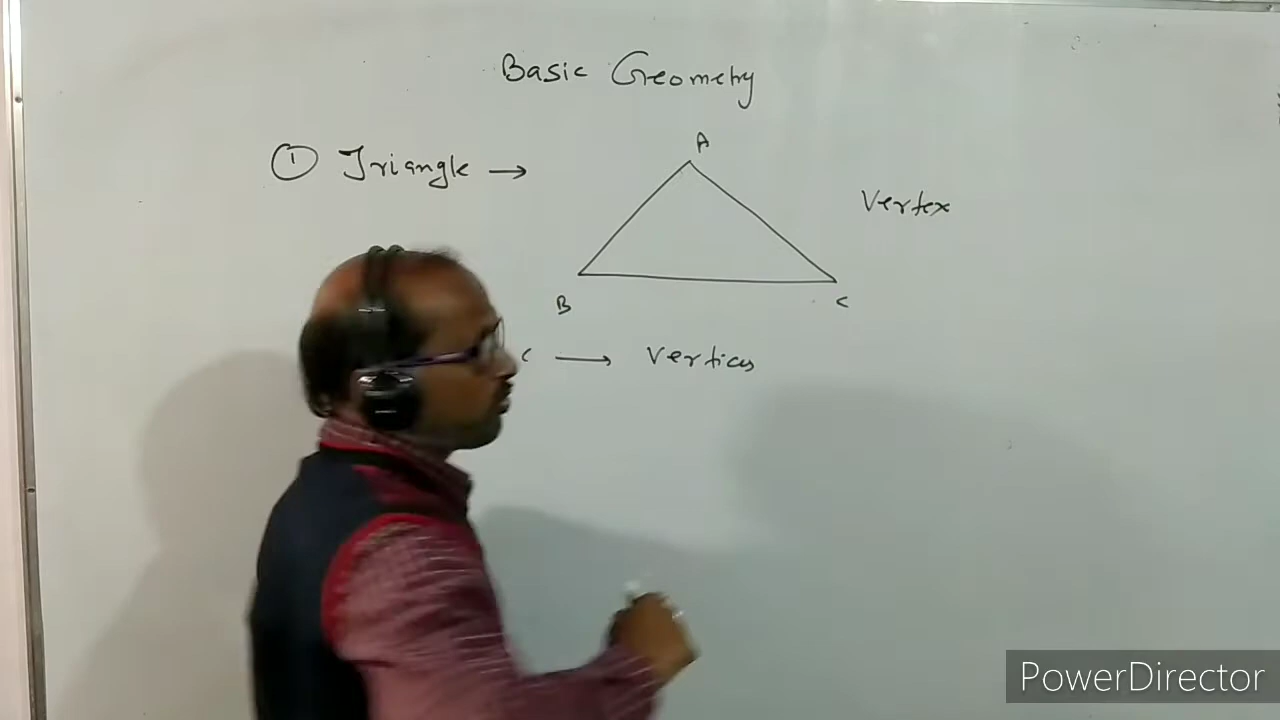 Basic Geometry
① Triangle →
A
Vertex
B
C
C → Vertices
PowerDirector